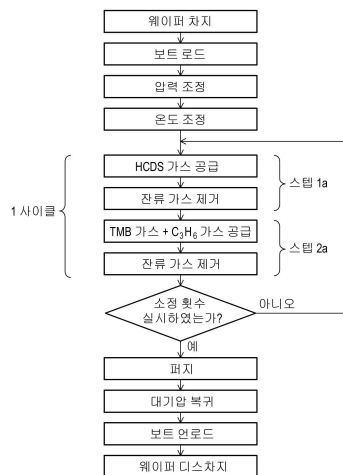 웨이퍼 차지
보트 로드
압력 조정
온도 조정
HCDS 가스 공급
스텝 1a
잔류 가스 제거
1 사이클
TMB 가스 + C₃H₆ 가스 공급
스텝 2a
잔류 가스 제거
소정 횟수
실시하였는가?
아니오
예
퍼지
대기압 복귀
보트 언로드
웨이퍼 디스차지